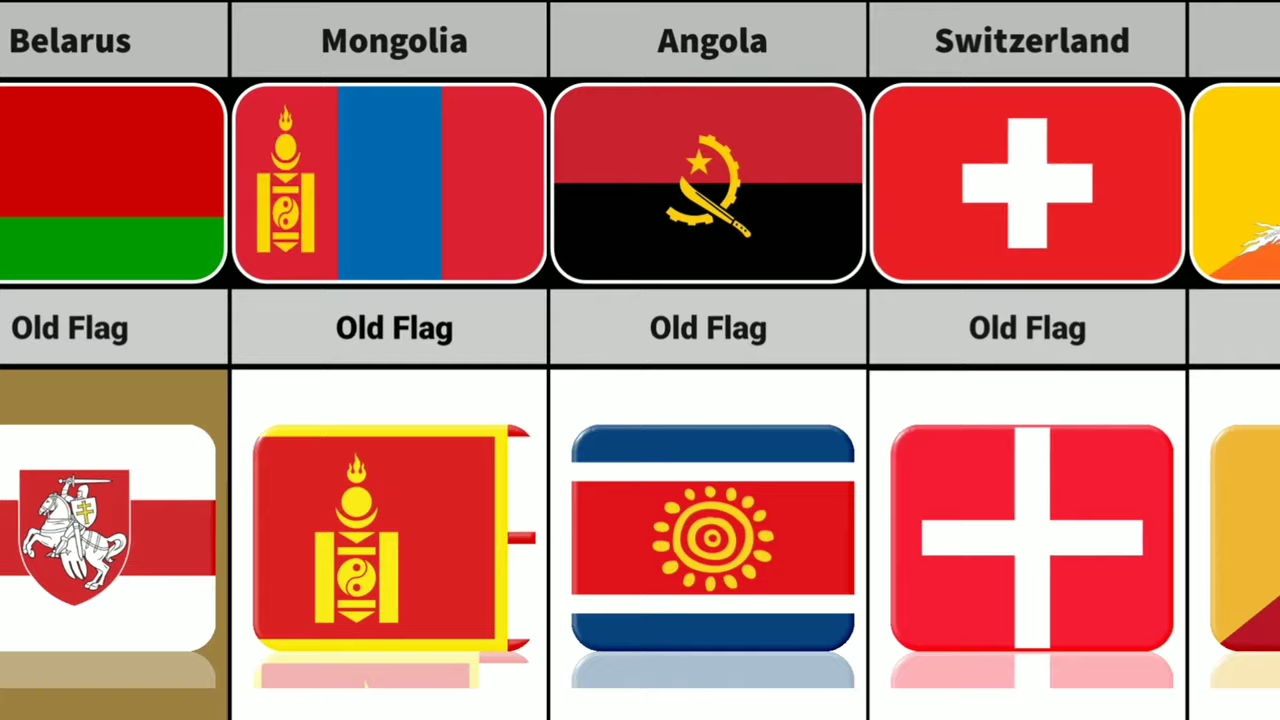 Belarus
Mongolia
Angola
Switzerland
Old Flag
Old Flag
Old Flag
Old Flag